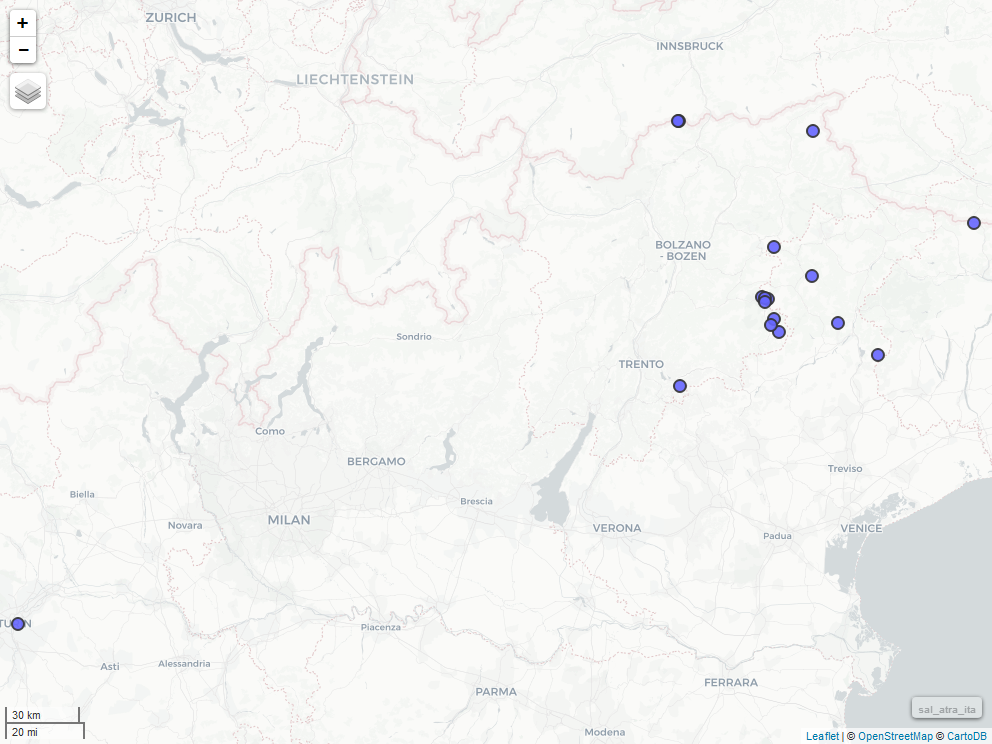 +
−
ZURICH
INNSBRUCK
LIECHTENSTEIN
BOLZANO
- BOZEN
Sondrio
TRENTO
Como
BERGAMO
Treviso
Biella
Brescia
Novara
MILAN
VERONA
VENICE
Padua
Piacenza
Asti
Alessandria
FERRARA
PARMA
sal_atra_ita
30 km
20 mi
Modena
Leaflet | © OpenStreetMap © CartoDB